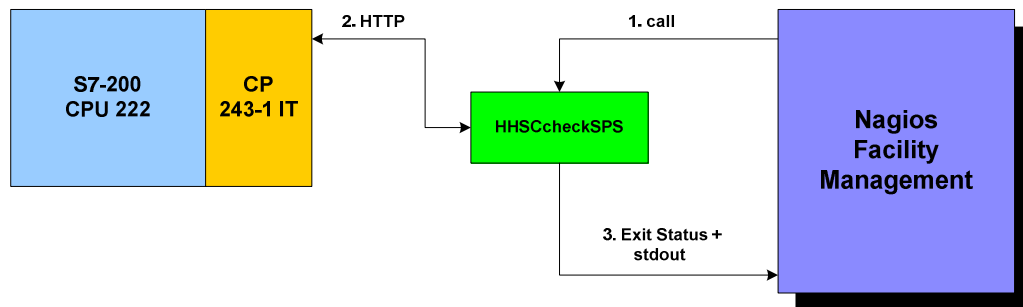 S7-200
CPU 222
CP
243-1 IT
2. HTTP
1. call
HHSCcheckSPS
Nagios
Facility
Management
3. Exit Status +
stdout